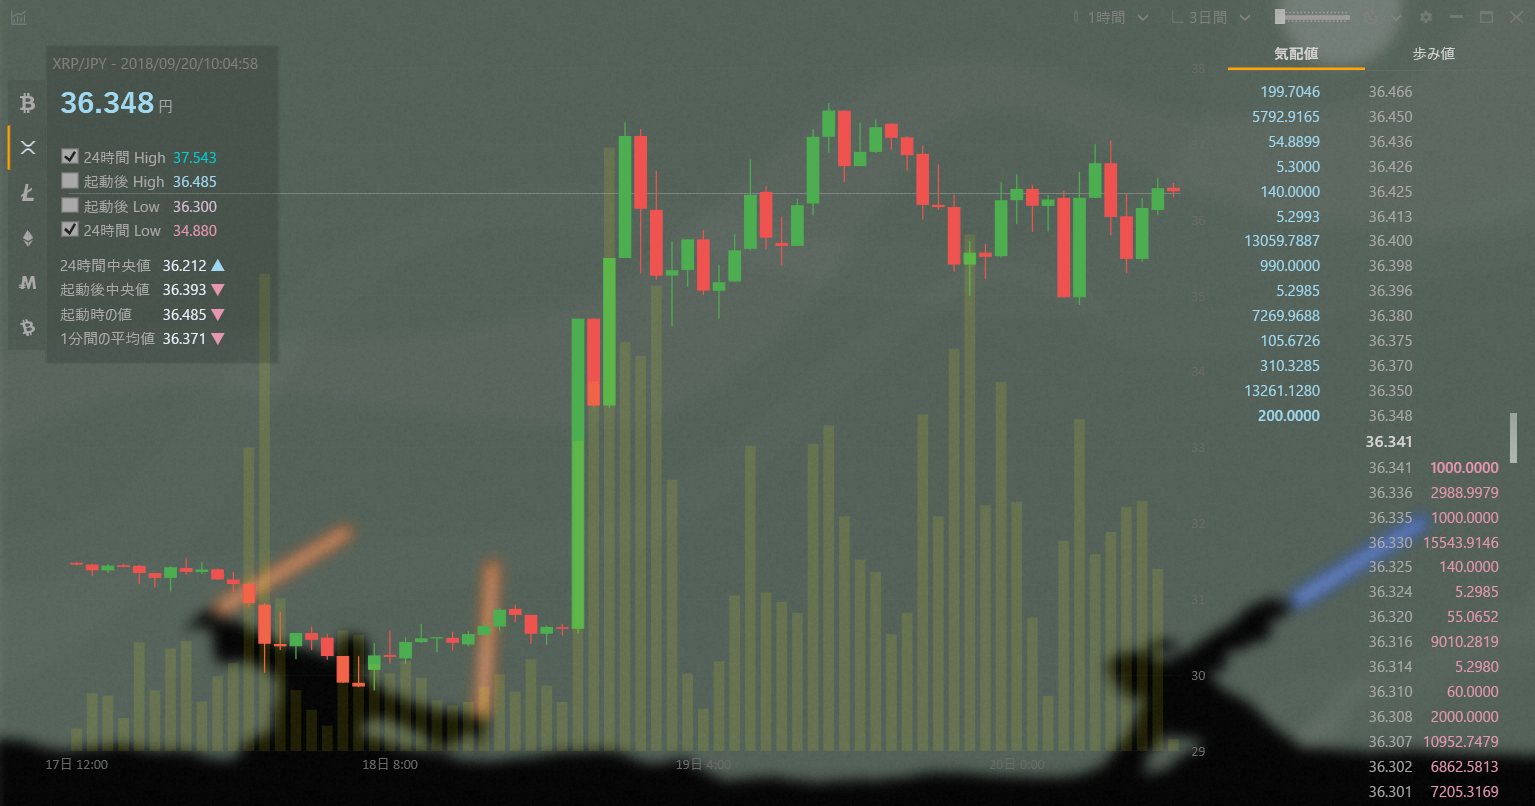 1時間 3日間
XRP/JPY - 2018/09/20/10:04:58
36.348 円
24時間 High 37.543
起動後 High 36.485
起動後 Low 36.300
24時間 Low 34.880
24時間中央値 36.212
起動後中央値 36.393
起動時の値 36.485
1分間の平均値 36.371
38
36
35
34
33
32
31
30
29
17日 12:00 18日 8:00 19日 4:00 20日 0:00
気配値 歩み値
199.7046 36.466
5792.9165 36.450
54.8899 36.436
5.3000 36.426
140.0000 36.425
5.2993 36.413
13059.7887 36.400
990.0000 36.398
5.2985 36.396
7269.9688 36.380
105.6726 36.375
310.3285 36.370
13261.1280 36.350
200.0000 36.348
36.341
36.341 1000.0000
36.336 2988.9979
36.335 1000.0000
36.330 15543.9146
36.325 140.0000
36.324 5.2985
36.320 55.0652
36.316 9010.2819
36.314 5.2980
36.310 60.0000
36.308 2000.0000
36.307 10952.7479
36.302 6862.5813
36.301 7205.3169